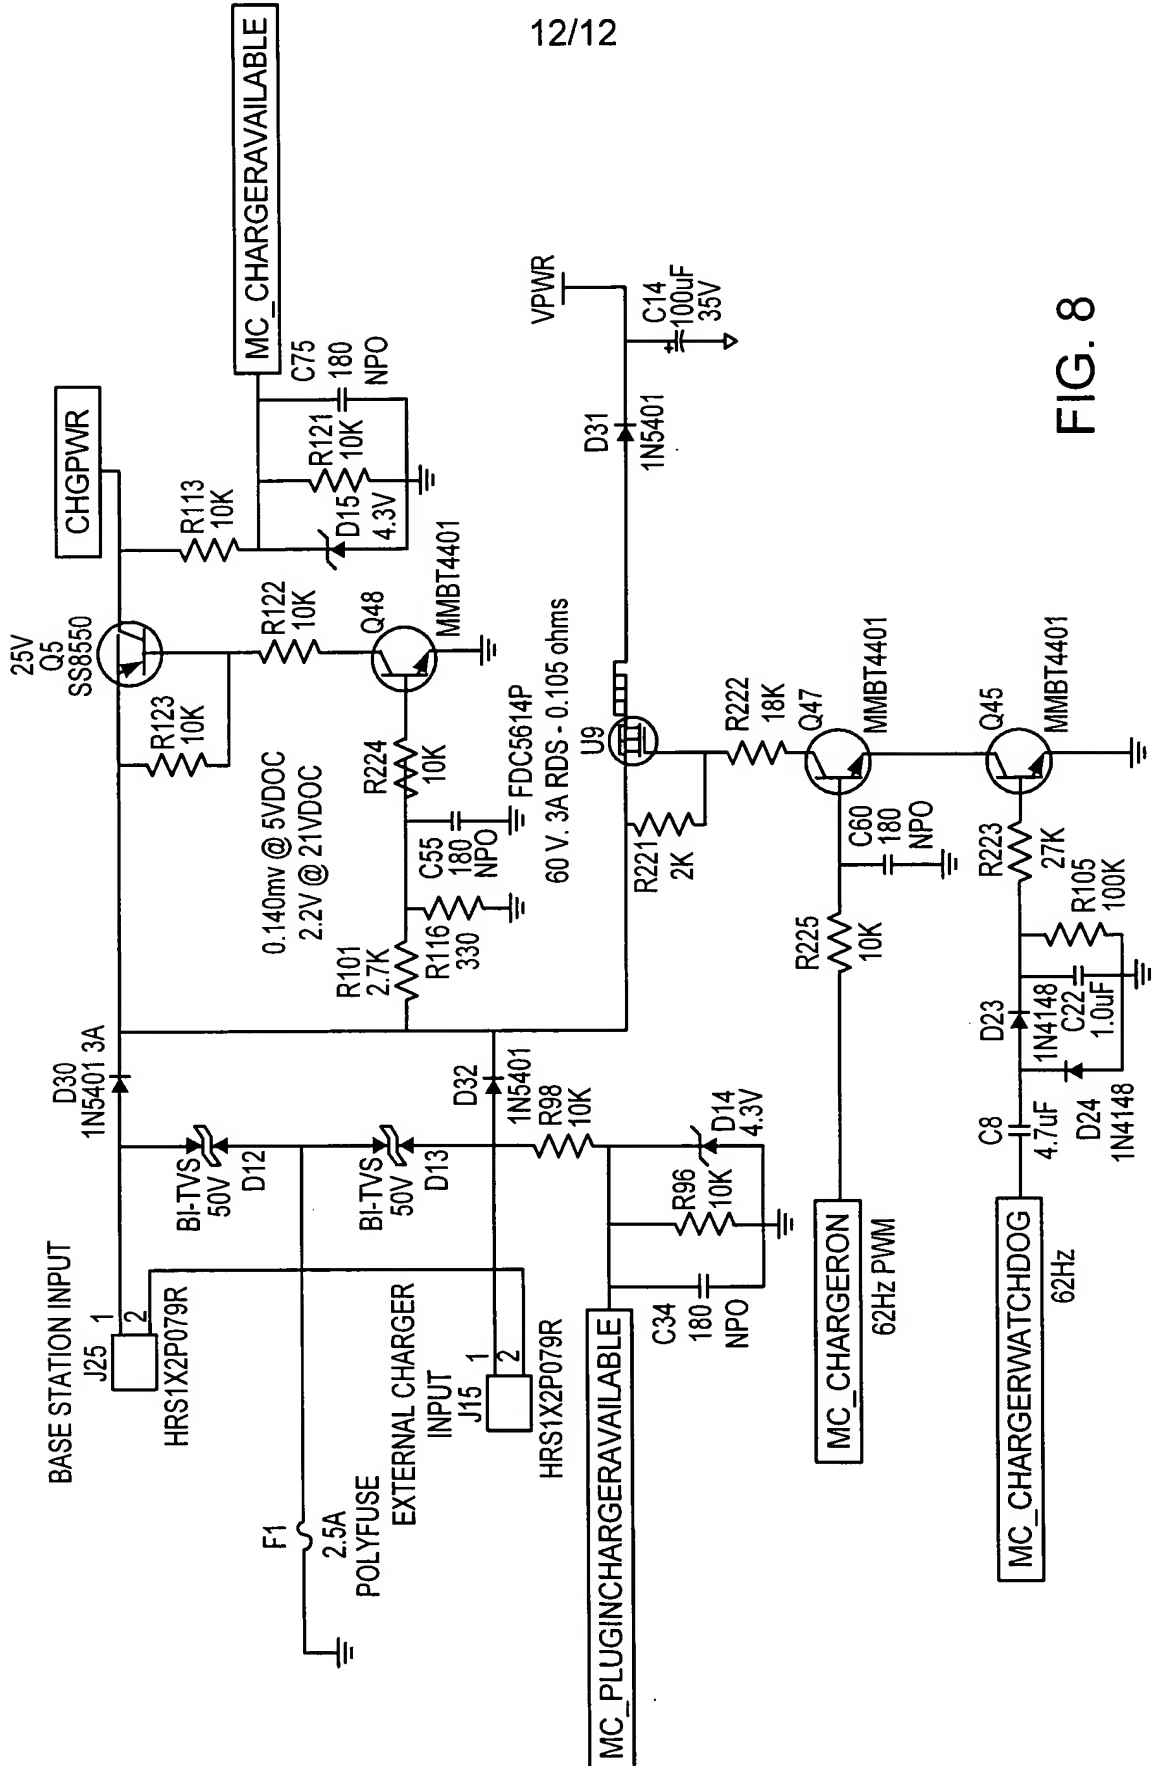 12/12
BASE STATION INPUT
J25
1
2
HRS1X2P079R
D30
1N5401 3A
BI-TVS
50V
D12
F1
2.5A
POLYFUSE
BI-TVS
50V
D13
EXTERNAL CHARGER
INPUT
J15
1
2
HRS1X2P079R
D32
1N5401
R98
10K
D14
4.3V
R96
10K
C34
180
NPO
MC_PLUGINCHARGERAVAILABLE
25V
Q5
SS8550
CHGPWR
R123
10K
R113
10K
MC_CHARGERAVAILABLE
C75
180
NPO
R121
10K
D15
4.3V
R122
10K
Q48
MMBT4401
0.140mv @ 5VDOC
2.2V @ 21VDOC
R224
10K
R101
2.7K
R116
330
C55
180
NPO
FDC5614P
60 V. 3A RDS - 0.105 ohms
U9
R221
2K
R222
18K
D31
1N5401
VPWR
C14
100uF
35V
+
Q47
MMBT4401
C60
180
NPO
R225
10K
MC_CHARGERON
62Hz PWM
Q45
MMBT4401
R223
27K
R105
100K
D23
1N4148
C22
1.0uF
C8
4.7uF
D24
1N4148
MC_CHARGERWATCHDOG
62Hz
FIG. 8